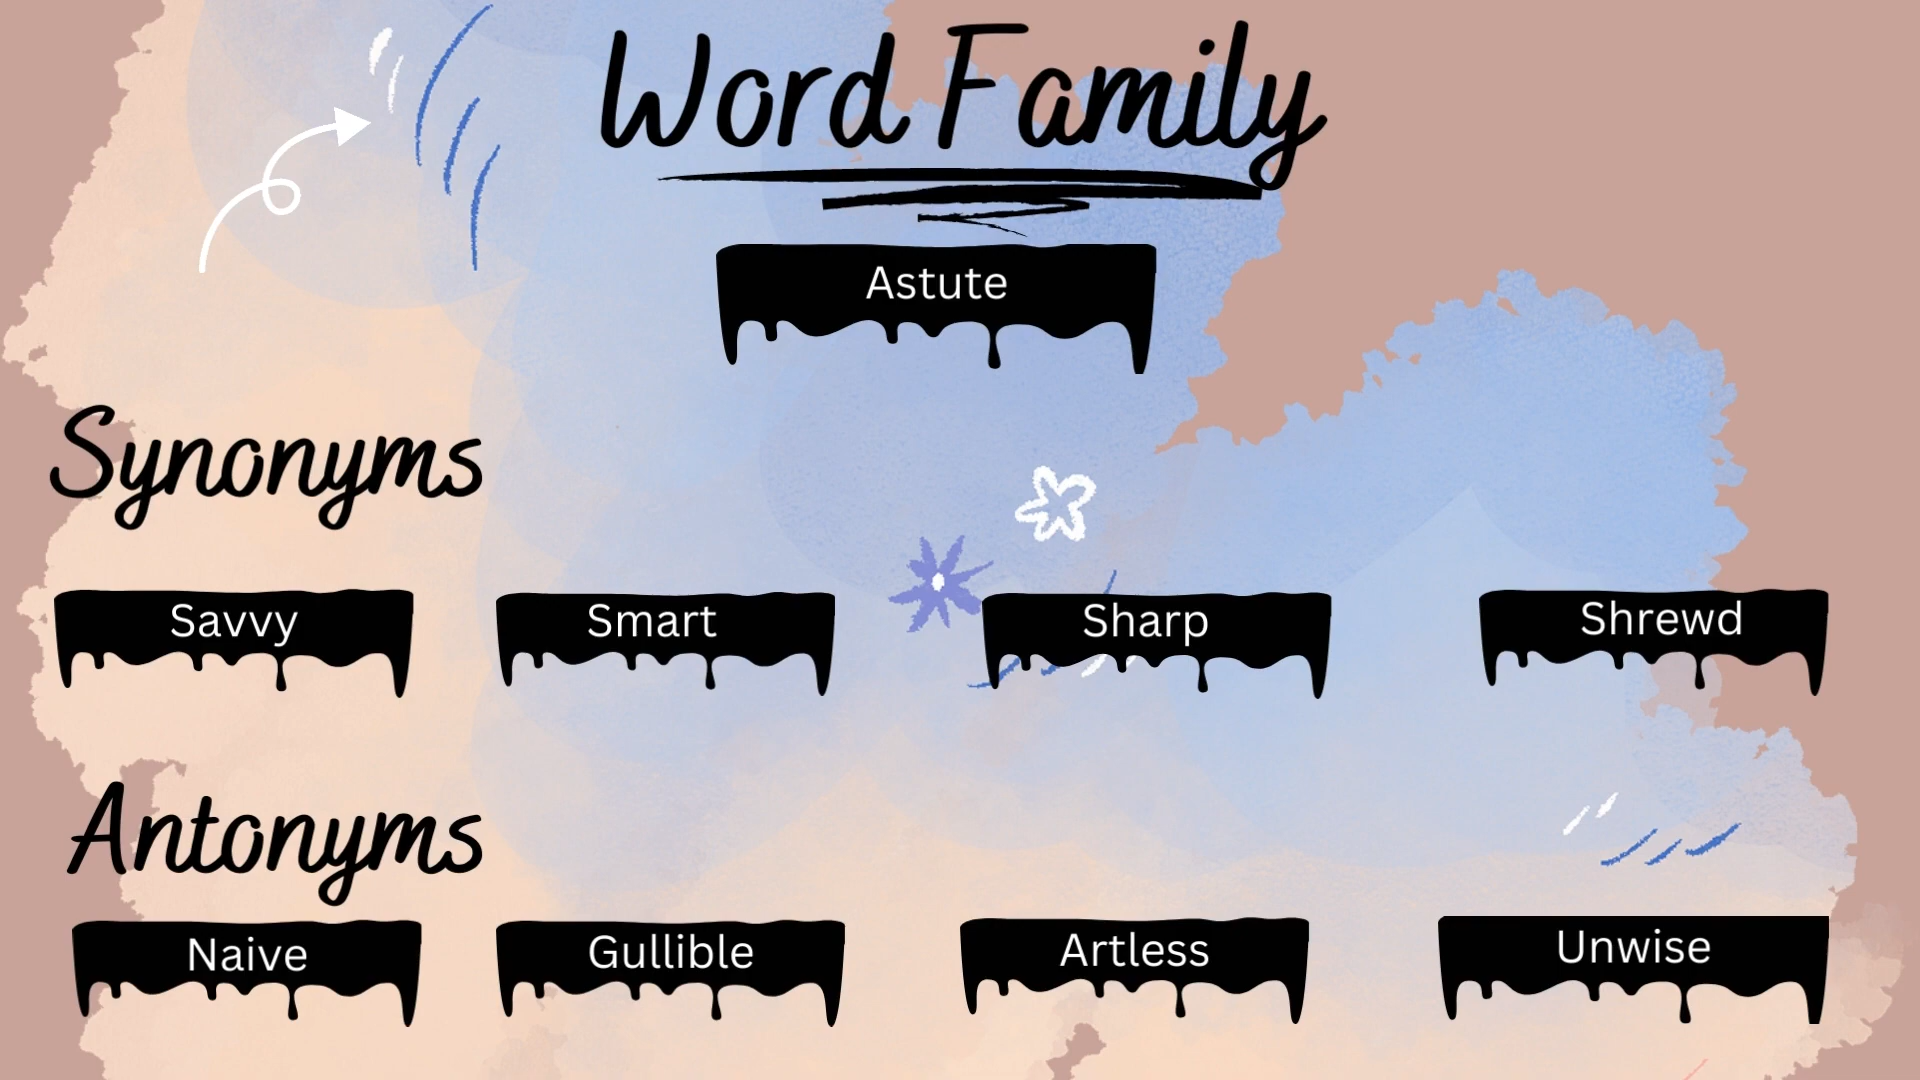 Word Family
Astute
Synonyms
Savvy
Smart
Sharp
Shrewd
Antonyms
Naive
Gullible
Artless
Unwise